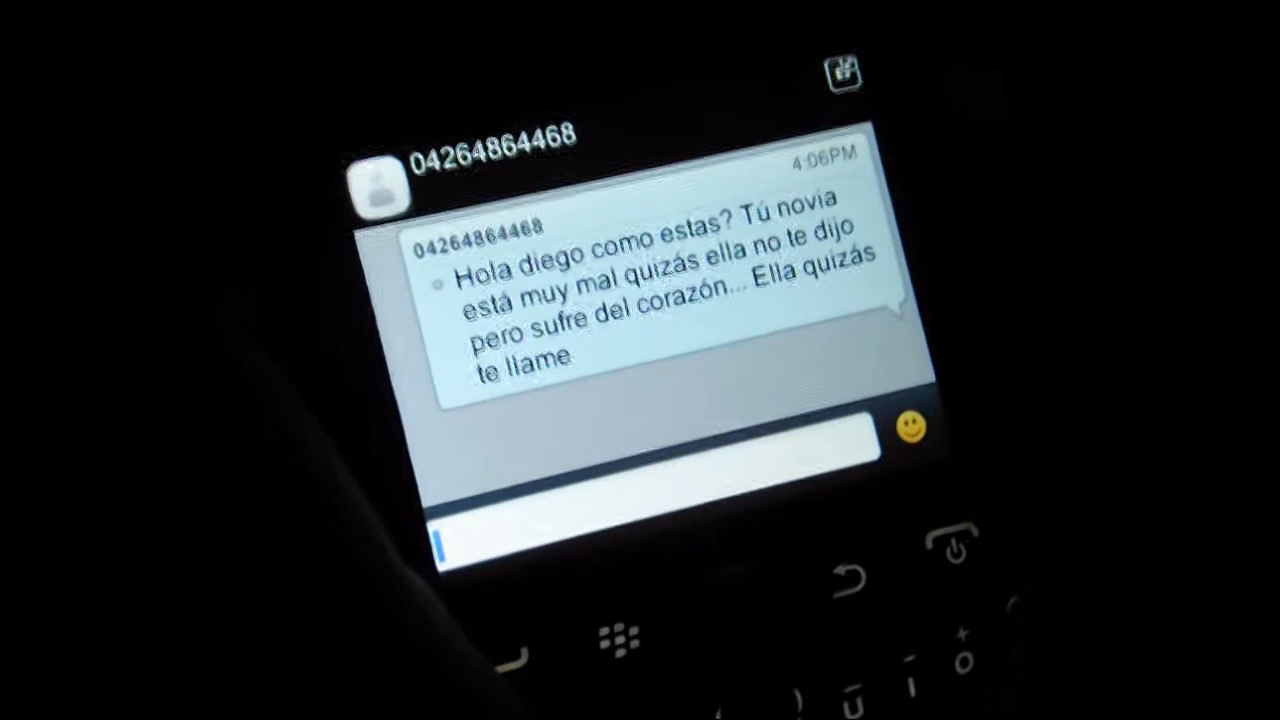 04264864468
4:06PM
04264864468
Hola diego como estas? Tú novia
está muy mal quizás ella no te dijo
pero sufre del corazón... Ella quizás
te llame
+
ū ī o